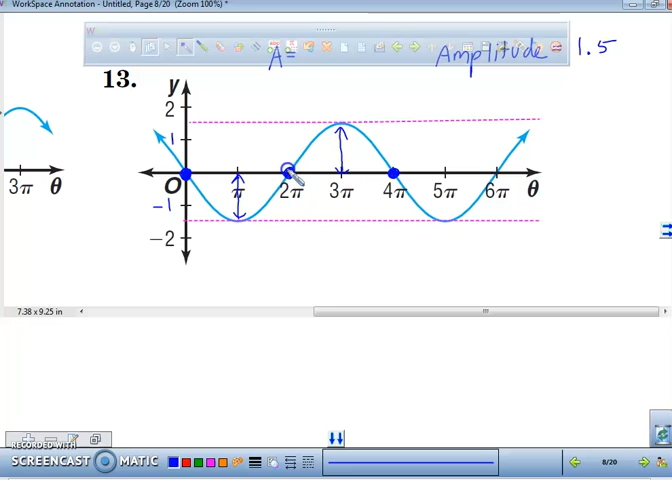 WorkSpace Annotation - Untitled, Page 8/20 (Zoom 100%) *
A=
Amplitude 1.5
13.
y
2
1
O π 2π 3π 4π 5π 6π θ
3π θ
-1
-2
7.38 x 9.25 in
RECORDED WITH
SCREENCAST MATIC
8/20